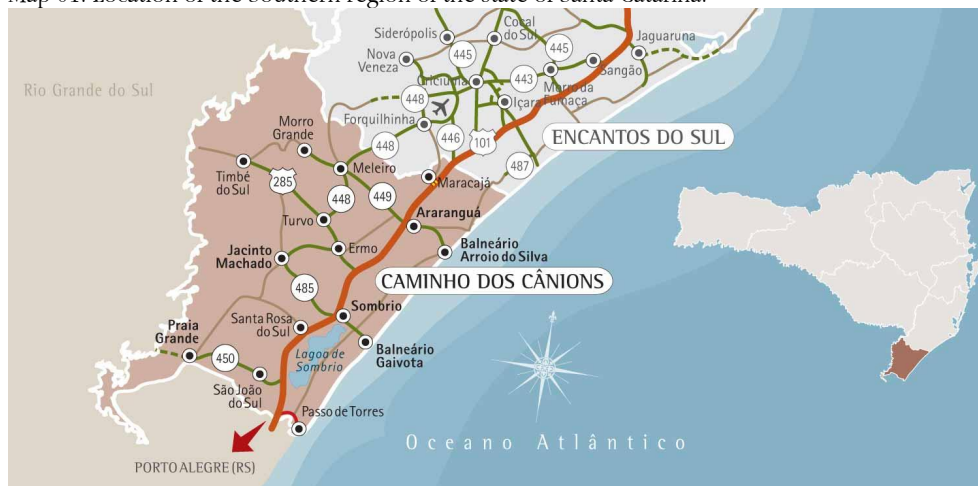 Map 01: Location of the Southern region of the state of Santa Catarina.
Siderópolis
Cocal
do Sul
Jaguaruna
445
445
Nova
Veneza
Sangão
443
Criciúma
Morro da
Fumaça
Rio Grande do Sul
448
Içara
Forquilhinha
Morro
Grande
448
446
101
ENCANTOS DO SUL
487
Timbé
do Sul
285
Meleiro
Maracajá
448
449
Turvo
Araranguá
Jacinto
Machado
Ermo
Balneário
Arroio do Silva
CAMINHO DOS CÂNIONS
485
Sombrio
Santa Rosa
do Sul
Praia
Grande
Lagoa de
Sombrio
Balneário
Gaivota
450
São João
do Sul
Passo de Torres
Oceano Atlântico
PORTO ALEGRE (RS)